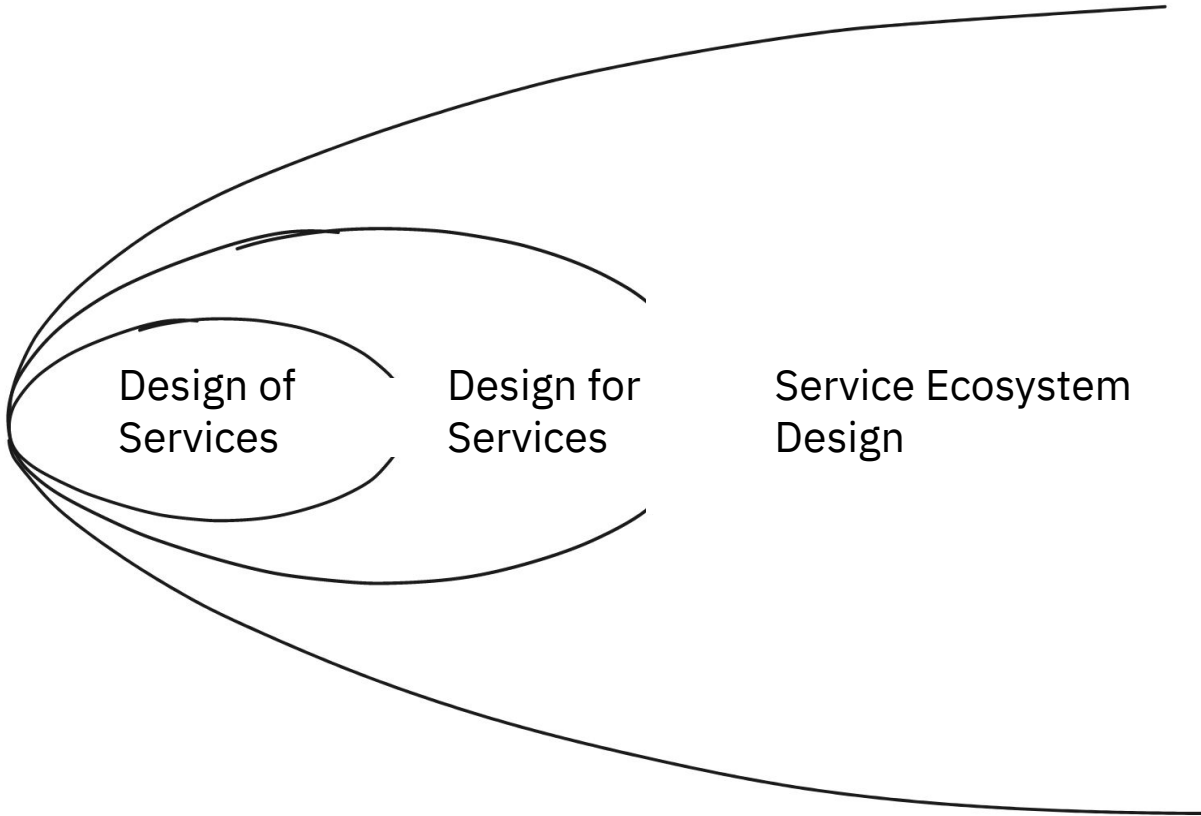 Design of
Services
Design for
Services
Service Ecosystem
Design